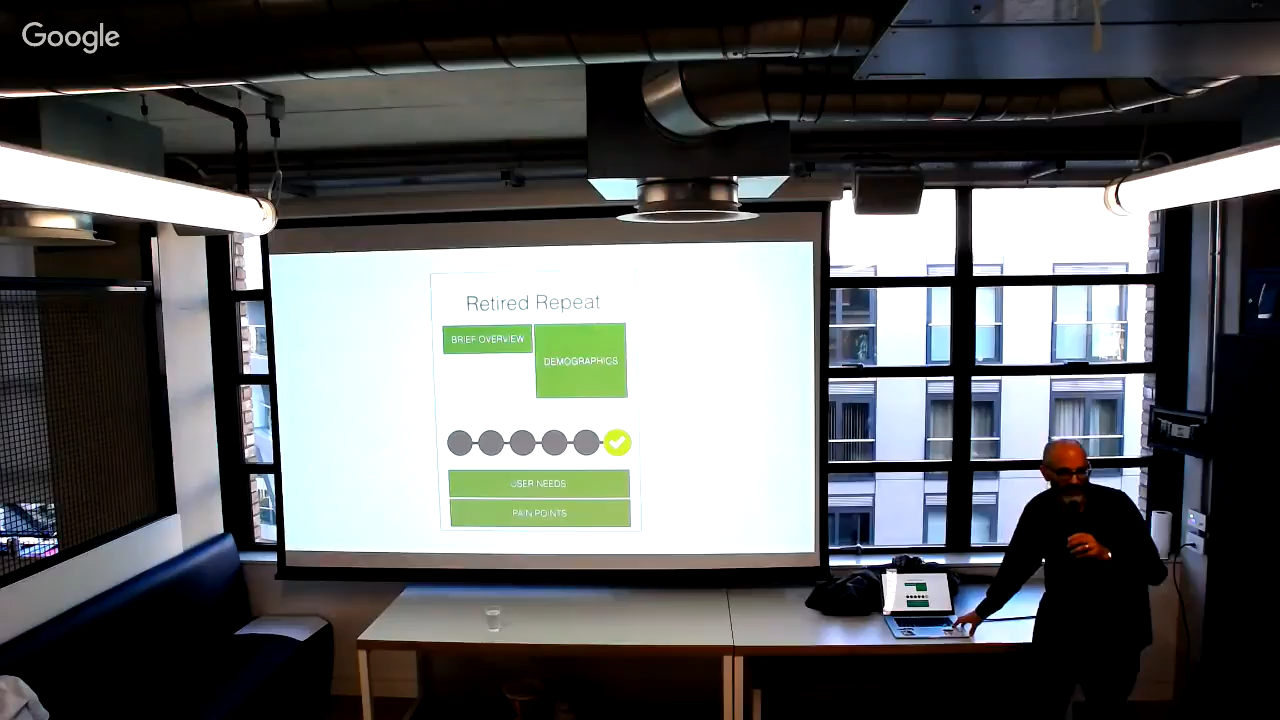 Google
Retired Repeat
BRIEF OVERVIEW
DEMOGRAPHICS
USER NEEDS
PAIN POINTS